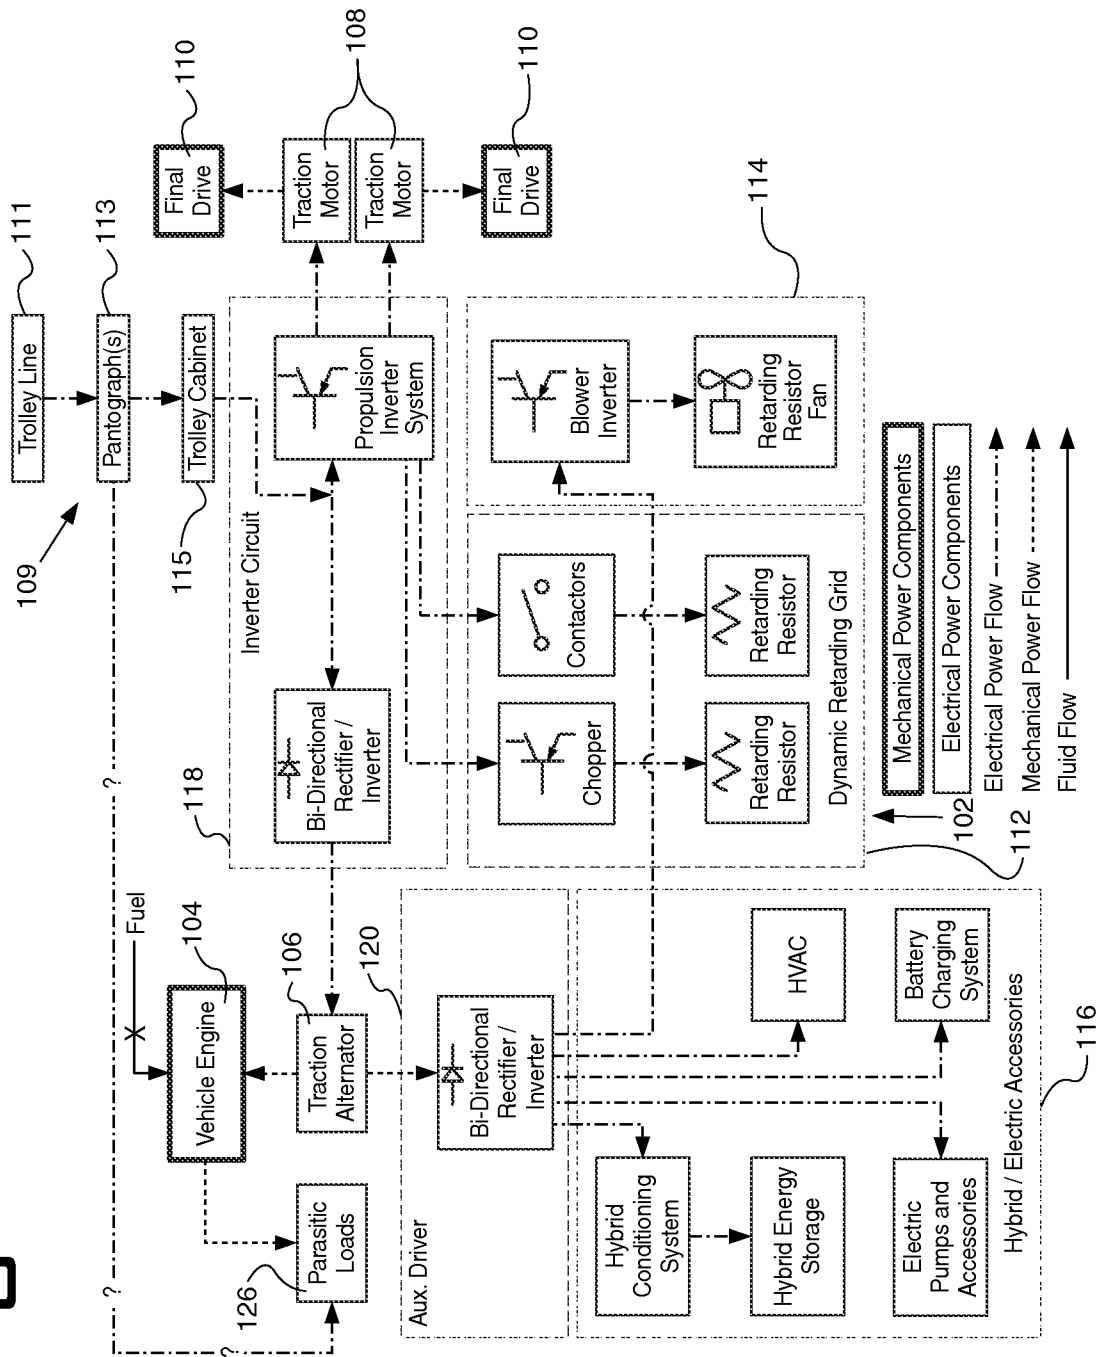 109
Trolley Line
111
Pantograph(s)
113
?
?
?
Fuel
X
115
Trolley Cabinet
Final
Drive
110
Vehicle Engine
104
118
Inverter Circuit
126
Parasitic
Loads
Traction
Alternator
106
Bi-Directional
Rectifier /
Inverter
Propulsion
Inverter
System
Traction
Motor
Traction
Motor
108
120
Aux. Driver
Bi-Directional
Rectifier /
Inverter
Chopper
Contactors
Blower
Inverter
Final
Drive
110
Hybrid
Conditioning
System
Hybrid Energy
Storage
HVAC
Retarding
Resistor
Retarding
Resistor
Retarding
Resistor
Fan
114
Dynamic Retarding Grid
Electric
Pumps and
Accessories
Battery
Charging
System
Hybrid / Electric Accessories
116
112
102
Mechanical Power Components
Electrical Power Components
Electrical Power Flow
Mechanical Power Flow
Fluid Flow